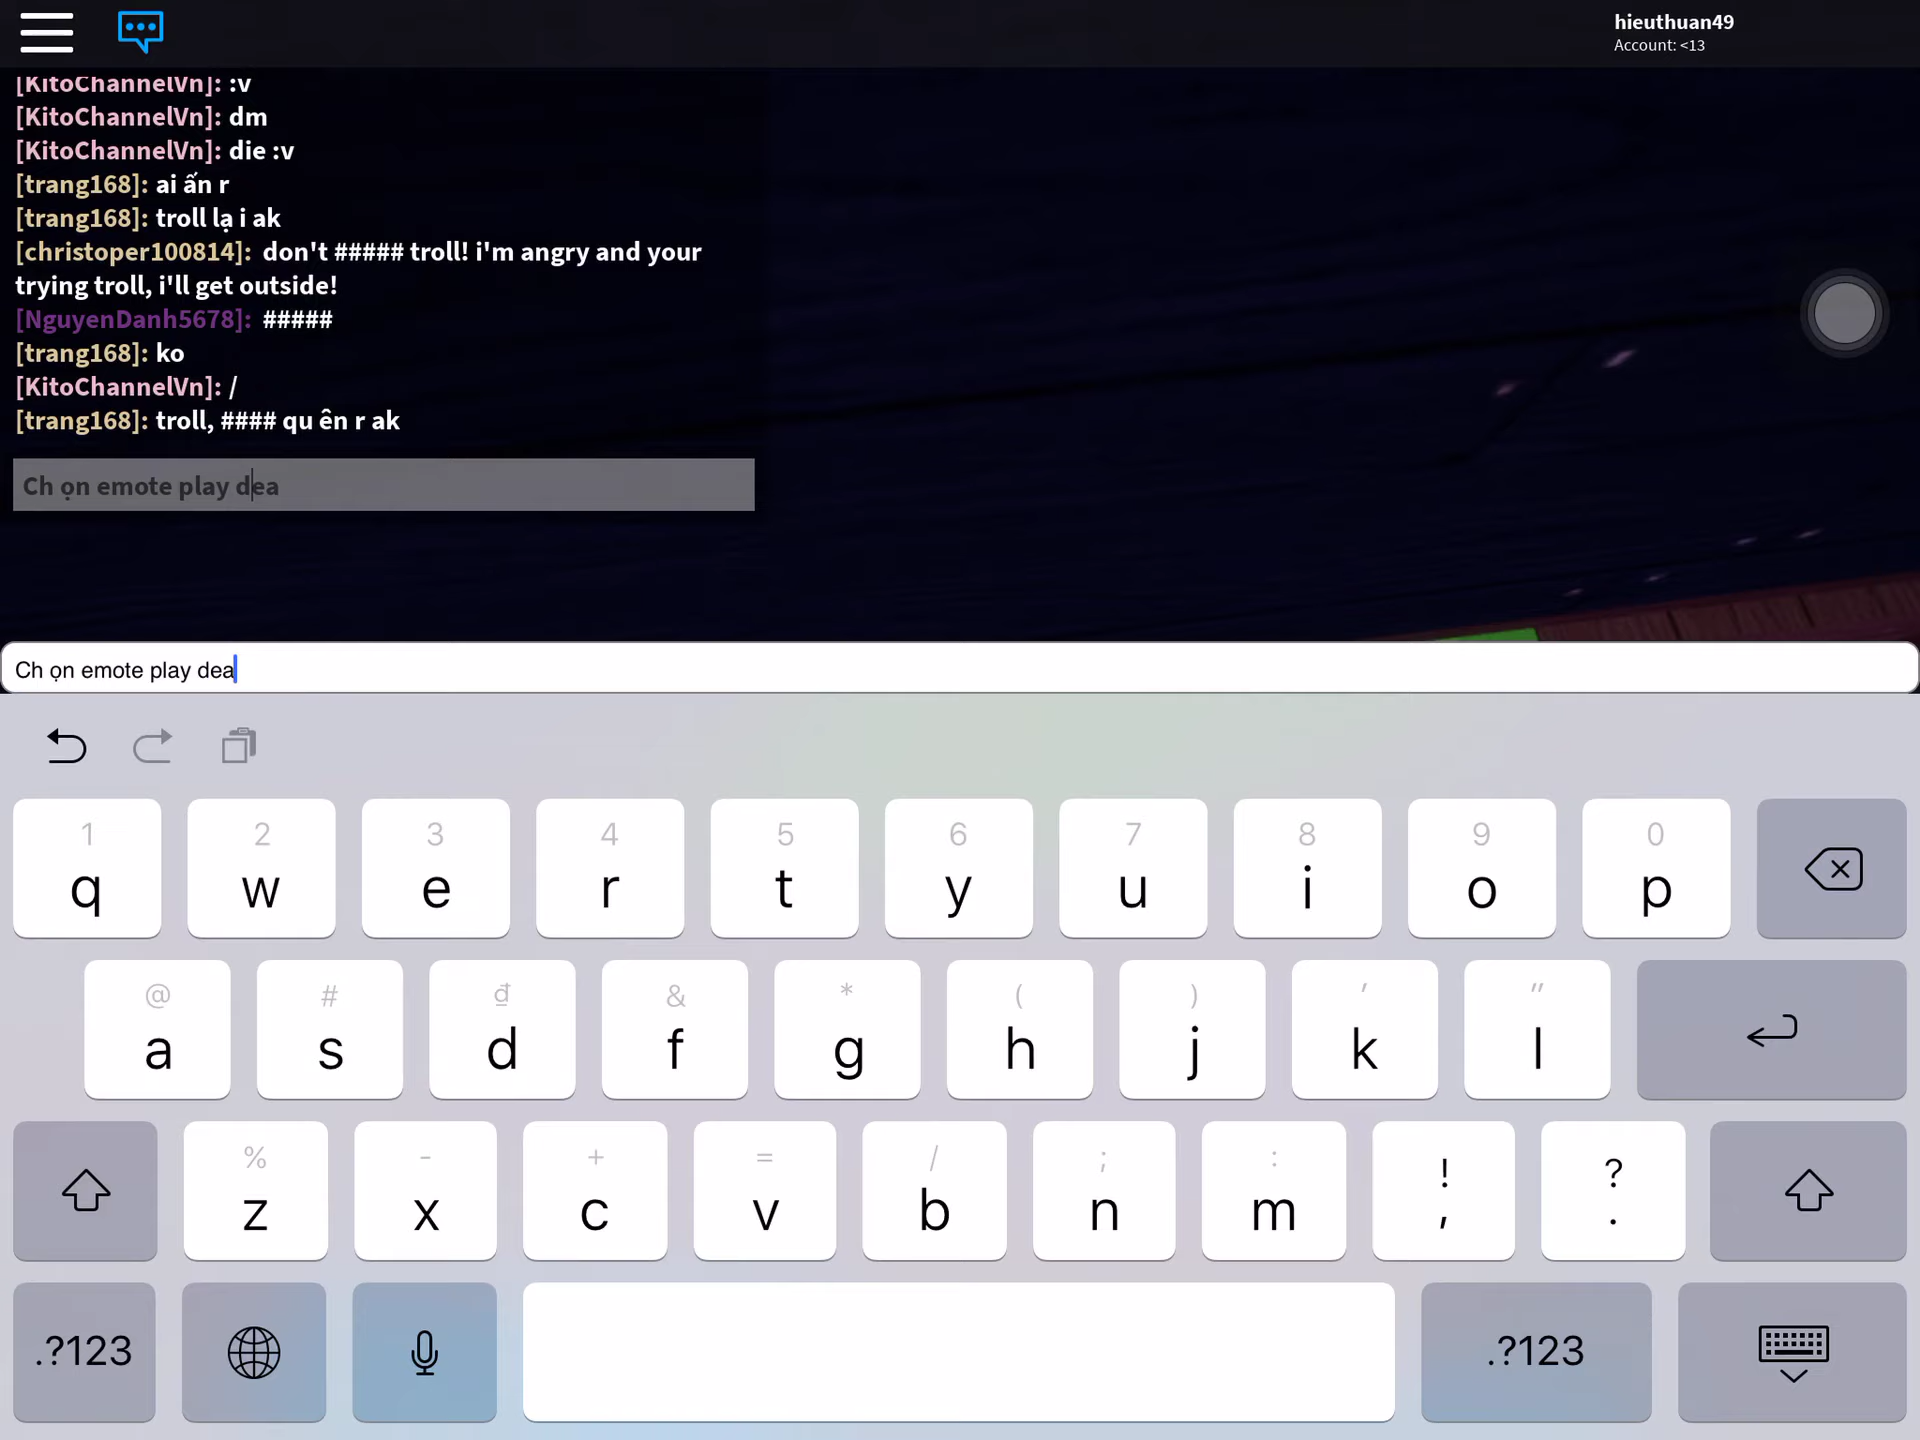 hieuthuan49
Account: <13
[KitoChannelVn]: :v
[KitoChannelVn]: dm
[KitoChannelVn]: die :v
[trang168]: ai ấn r
[trang168]: troll lạ i ak
[christoper100814]: don't ##### troll! i'm angry and your
trying troll, i'll get outside!
[NguyenDanh5678]: #####
[trang168]: ko
[KitoChannelVn]: /
[trang168]: troll, #### qu ên r ak
Ch ọn emote play dea
Ch ọn emote play dea
1 2 3 4 5 6 7 8 9 0
q w e r t y u i o p
@ # đ & * ( ) ' "
a s d f g h j k l
% - + = / ; : ! ?
z x c v b n m , .
.?123 .?123